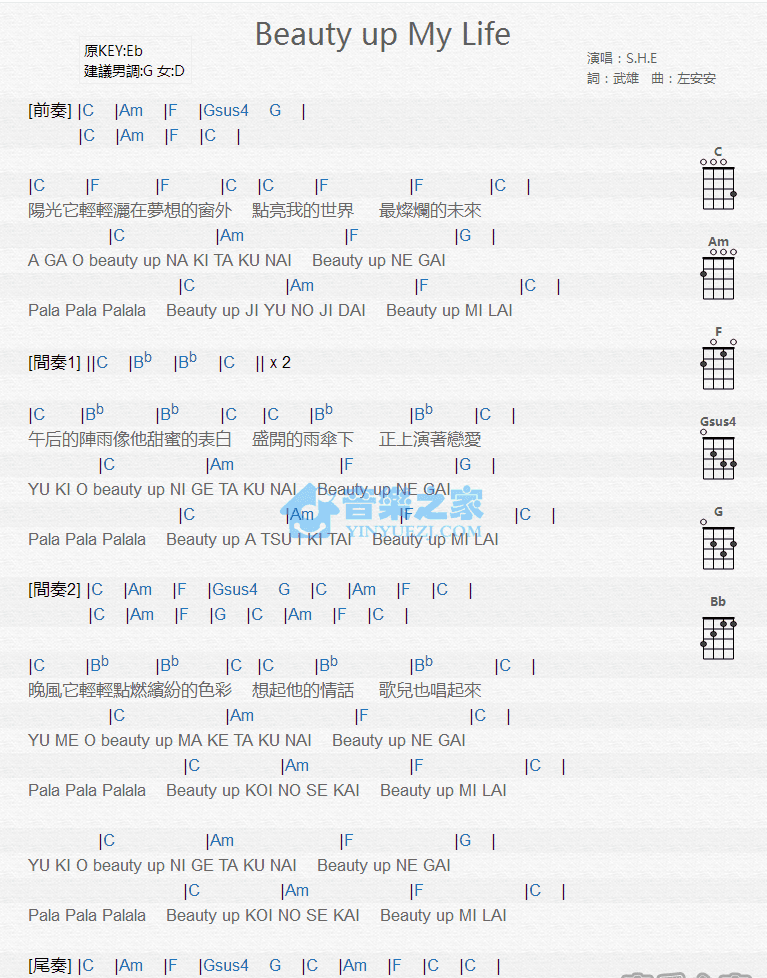 Beauty up My Life
原KEY:Eb
建議男調:G 女:D
演唱：S.H.E
詞：武雄 曲：左安安
[前奏] |C |Am |F |Gsus4 G |
|C |Am |F |C |
|C |F |F |C |C |F |F |C |
陽光它輕輕灑在夢想的窗外 點亮我的世界 最燦爛的未來
|C |Am |F |G |
A GA O beauty up NA KI TA KU NAI Beauty up NE GAI
|C |Am |F |C |
Pala Pala Palala Beauty up JI YU NO JI DAI Beauty up MI LAI
[間奏1] ||C |Bb |Bb |C || x 2
|C |Bb |Bb |C |C |Bb |Bb |C |
午后的陣雨像他甜蜜的表白 盛開的雨傘下 正上演著戀愛
|C |Am |F |G |
YU KI O beauty up NI GE TA KU NAI Beauty up NE GAI
|C |Am |F |C |
Pala Pala Palala Beauty up A TSU I KI TAI Beauty up MI LAI
[間奏2] |C |Am |F |Gsus4 G |C |Am |F |C |
|C |Am |F |G |C |Am |F |C |
|C |Bb |Bb |C |C |Bb |Bb |C |
晚風它輕輕點燃繽紛的色彩 想起他的情話 歌兒也唱起來
|C |Am |F |C |
YU ME O beauty up MA KE TA KU NAI Beauty up NE GAI
|C |Am |F |C |
Pala Pala Palala Beauty up KOI NO SE KAI Beauty up MI LAI
|C |Am |F |G |
YU KI O beauty up NI GE TA KU NAI Beauty up NE GAI
|C |Am |F |C |
Pala Pala Palala Beauty up KOI NO SE KAI Beauty up MI LAI
[尾奏] |C |Am |F |Gsus4 G |C |Am |F |C |C |
C
Am
F
Gsus4
G
Bb
音樂之家
YINYUEZJ.COM